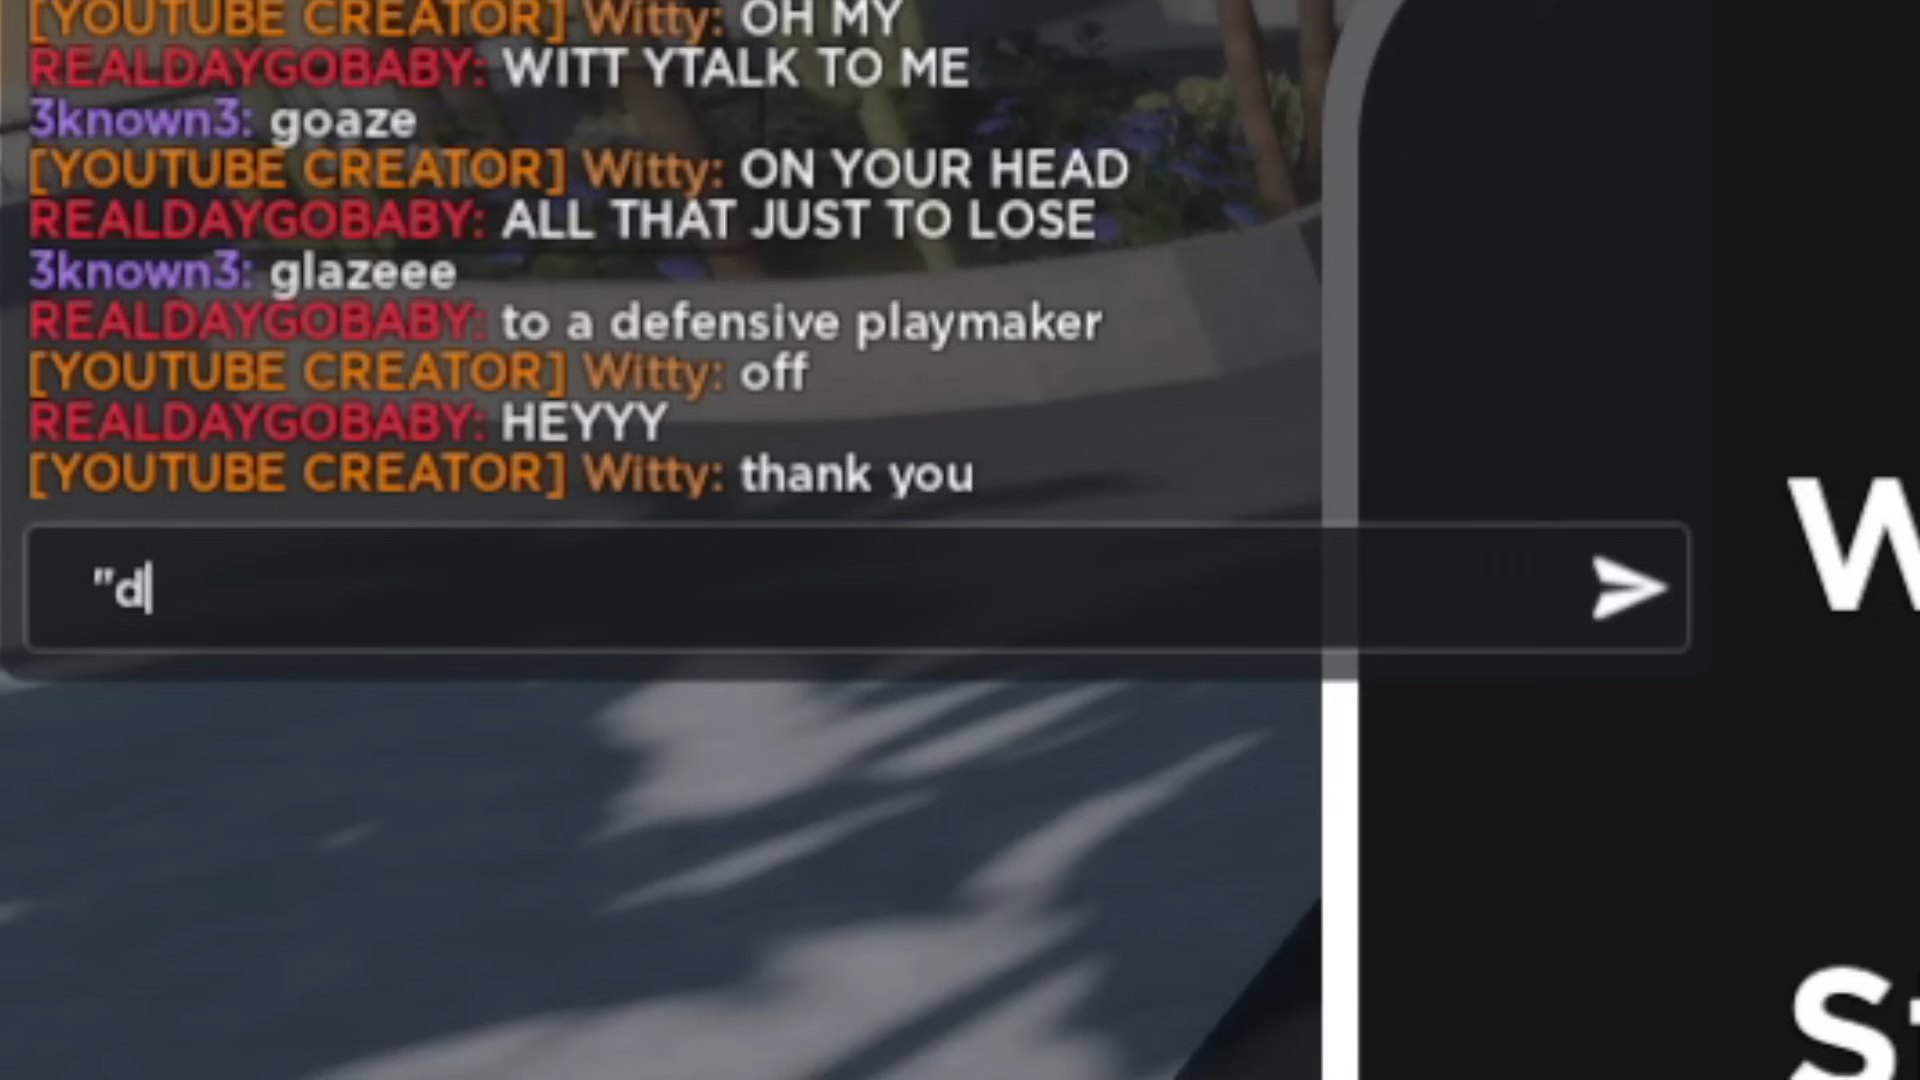 [YOUTUBE CREATOR] Witty: OH MY
REALDAYGOBABY: WITT YTALK TO ME
3known3: goaze
[YOUTUBE CREATOR] Witty: ON YOUR HEAD
REALDAYGOBABY: ALL THAT JUST TO LOSE
3known3: glazeee
REALDAYGOBABY: to a defensive playmaker
[YOUTUBE CREATOR] Witty: off
REALDAYGOBABY: HEYYY
[YOUTUBE CREATOR] Witty: thank you
"d